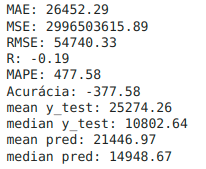 MAE: 26452.29
MSE: 2996503615.89
RMSE: 54740.33
R: -0.19
MAPE: 477.58
Acurácia: -377.58
mean y_test: 25274.26
median y_test: 10802.64
mean pred: 21446.97
median pred: 14948.67